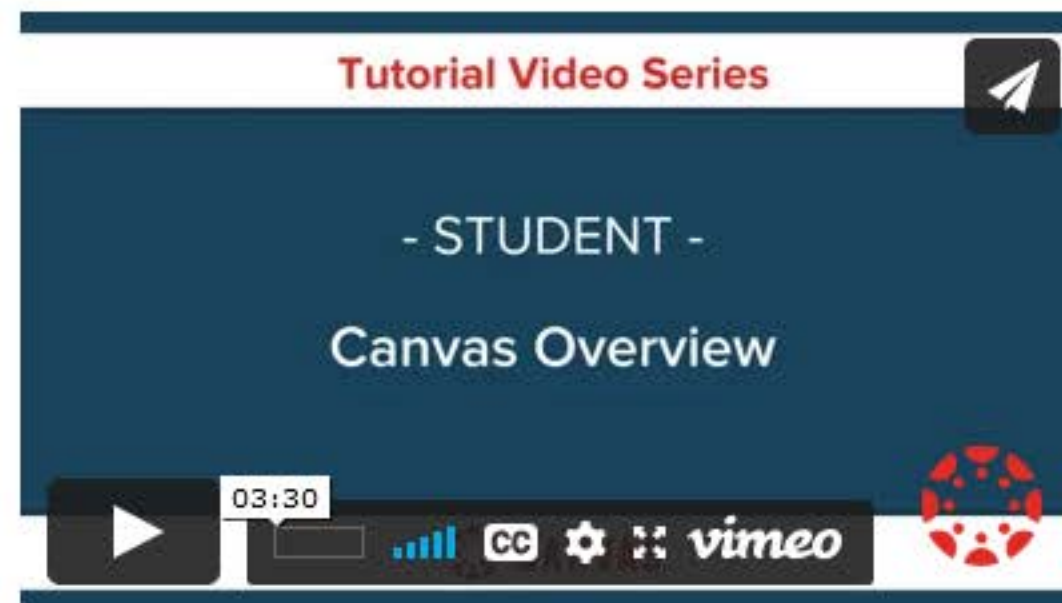 Tutorial Video Series
- STUDENT -
Canvas Overview
03:30
CC
vimeo